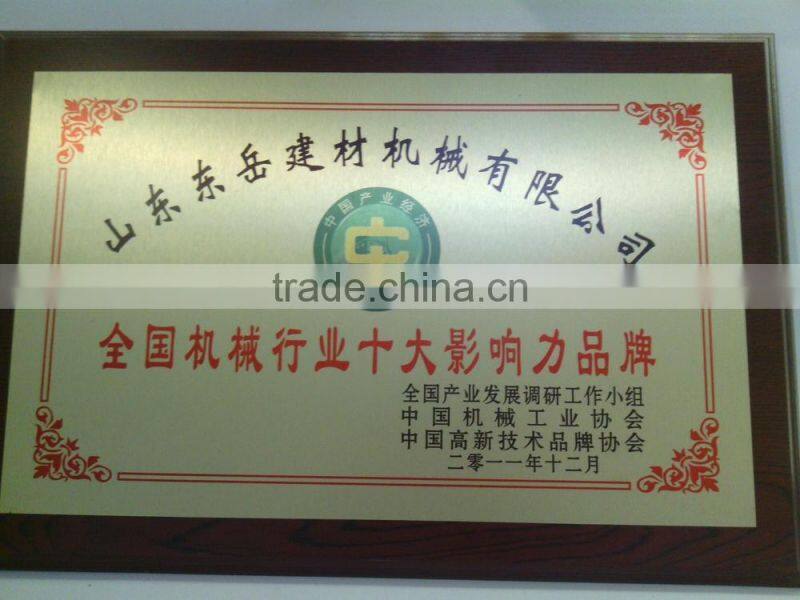 山东东岳建材机械有限公司
中国产业经济
trade.china.cn
全国机械行业十大影响力品牌
全国产业发展调研工作小组
中国机械工业协会
中国高新技术品牌协会
二零一一年十二月